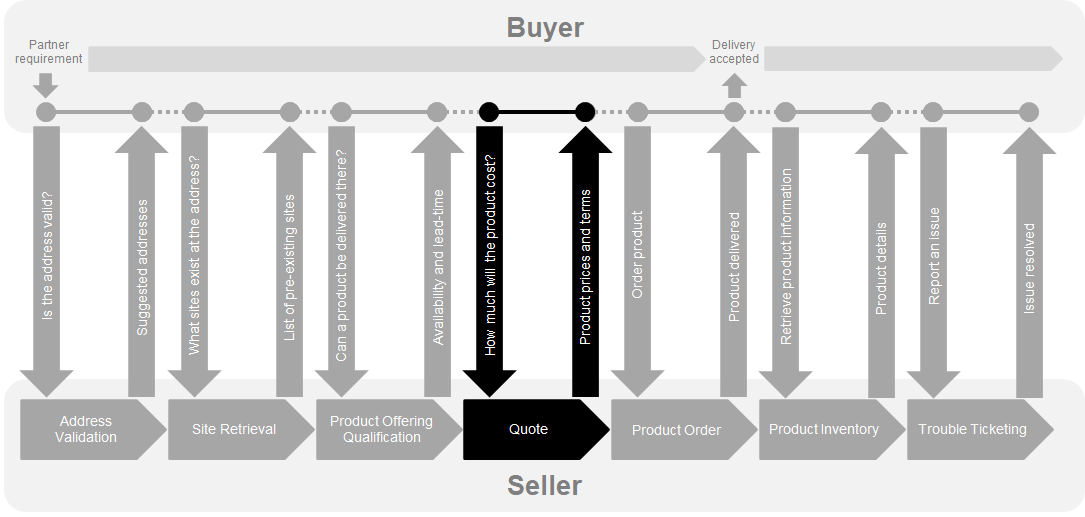 Buyer
Partner
requirement
Delivery
accepted
Is the address valid?
Suggested addresses
What sites exist at the address?
List of pre-existing sites
Can a product be delivered there?
Availability and lead-time
How much will the product cost?
Product prices and terms
Order product
Product delivered
Retrieve product information
Product details
Report an issue
Issue resolved
Address
Validation
Site Retrieval
Product Offering
Qualification
Quote
Product Order
Product Inventory
Trouble Ticketing
Seller